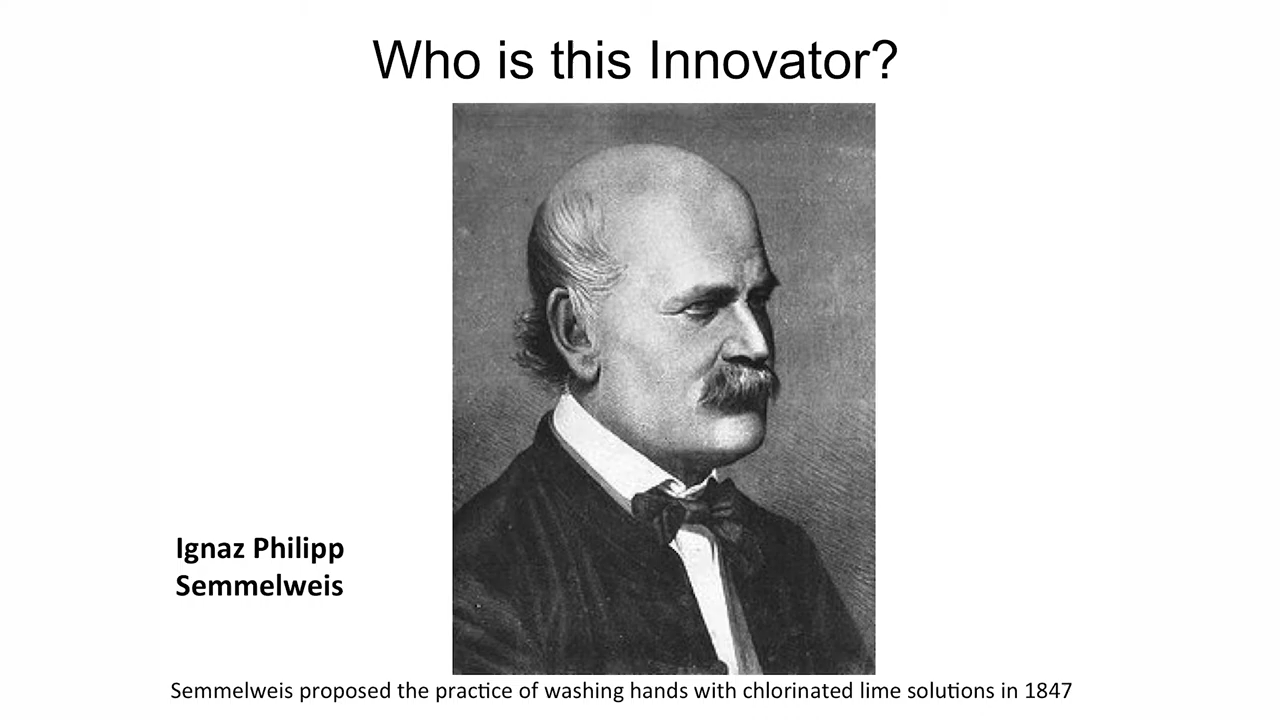 Who is this Innovator?
Ignaz Philipp
Semmelweis
Semmelweis proposed the practice of washing hands with chlorinated lime solutions in 1847